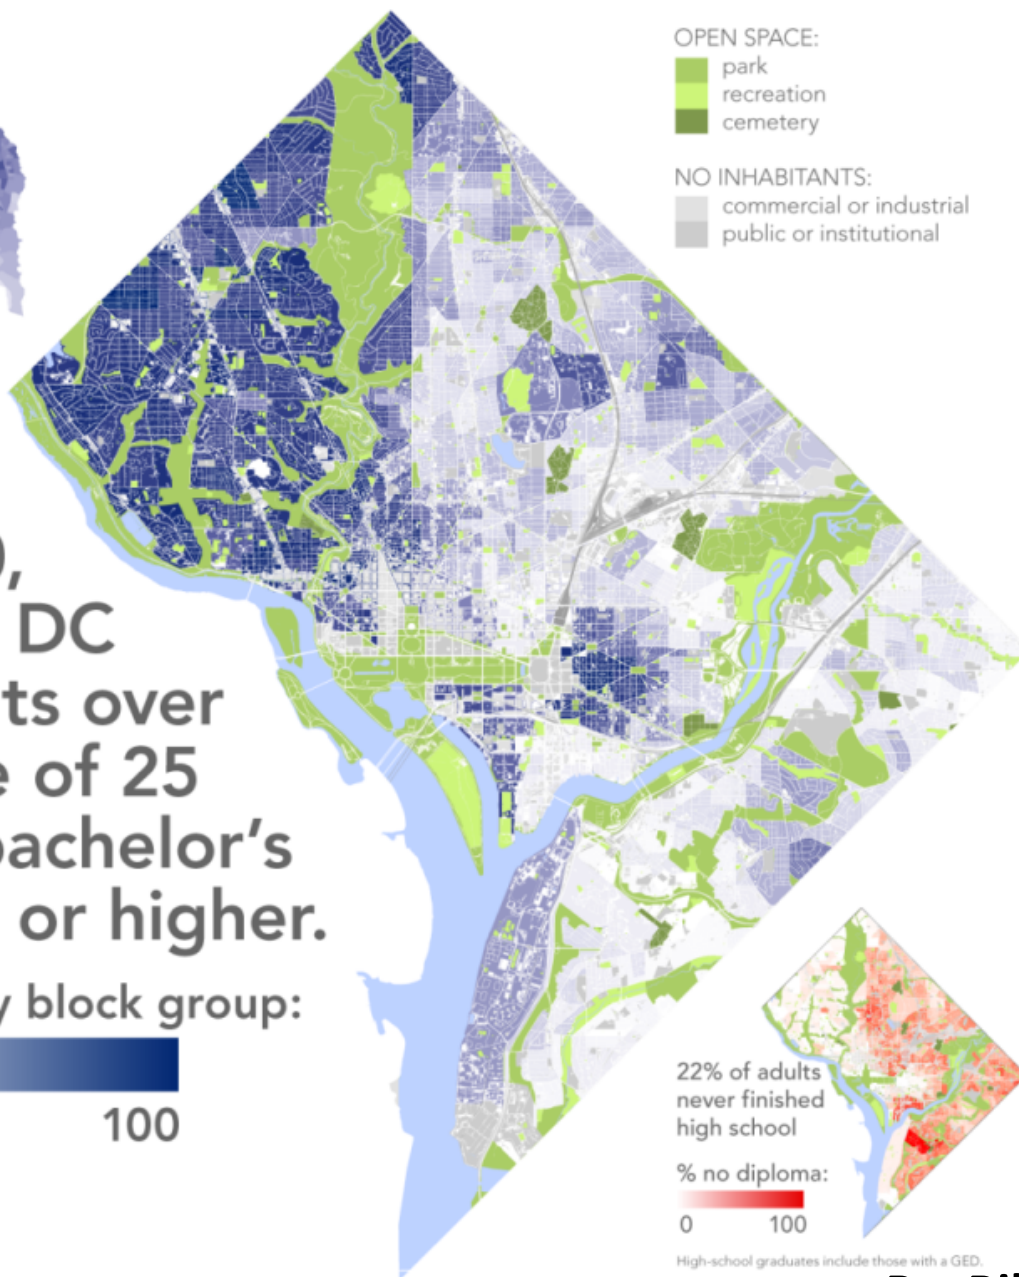 OPEN SPACE:
park
recreation
cemetery
NO INHABITANTS:
commercial or industrial
public or institutional
DC
ts over
e of 25
bachelor's
or higher.
y block group:
100
22% of adults
never finished
high school
% no diploma:
0 100
High-school graduates include those with a GED.